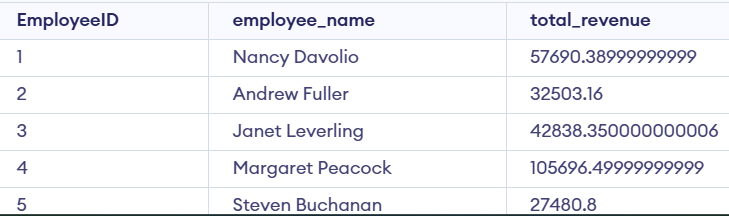 EmployeeID employee_name total_revenue
1 Nancy Davolio 57690.38999999999
2 Andrew Fuller 32503.16
3 Janet Leverling 42838.350000000006
4 Margaret Peacock 105696.49999999999
5 Steven Buchanan 27480.8